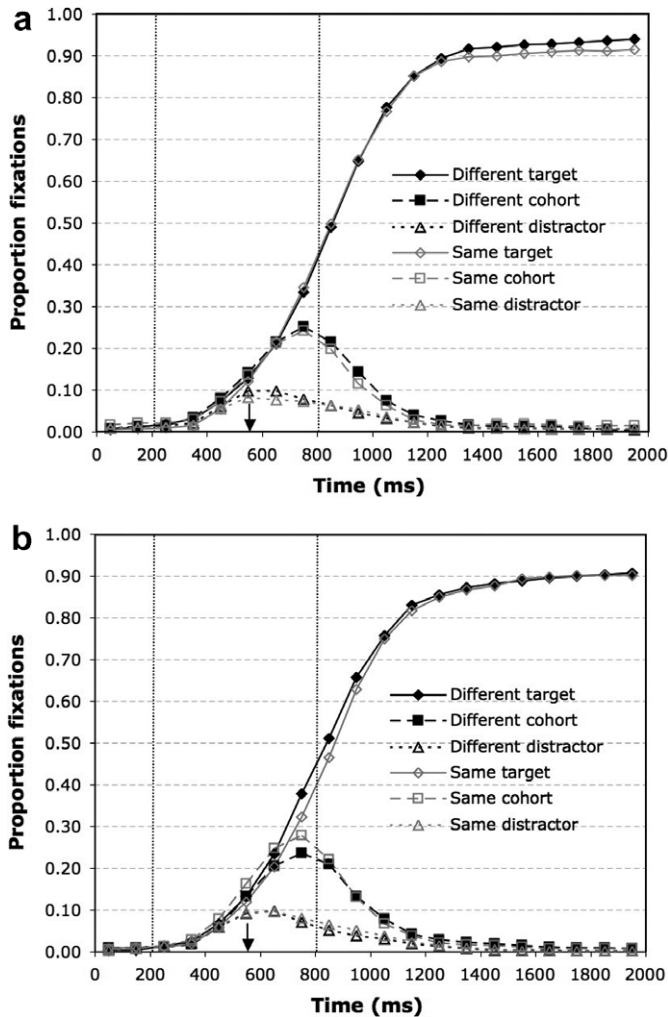 a
Proportion fixations
1.00
0.90
0.80
0.70
0.60
0.50
0.40
0.30
0.20
0.10
0.00
Different target
Different cohort
Different distractor
Same target
Same cohort
Same distractor
0 200 400 600 800 1000 1200 1400 1600 1800 2000
Time (ms)
b
Proportion fixations
1.00
0.90
0.80
0.70
0.60
0.50
0.40
0.30
0.20
0.10
0.00
Different target
Different cohort
Different distractor
Same target
Same cohort
Same distractor
0 200 400 600 800 1000 1200 1400 1600 1800 2000
Time (ms)